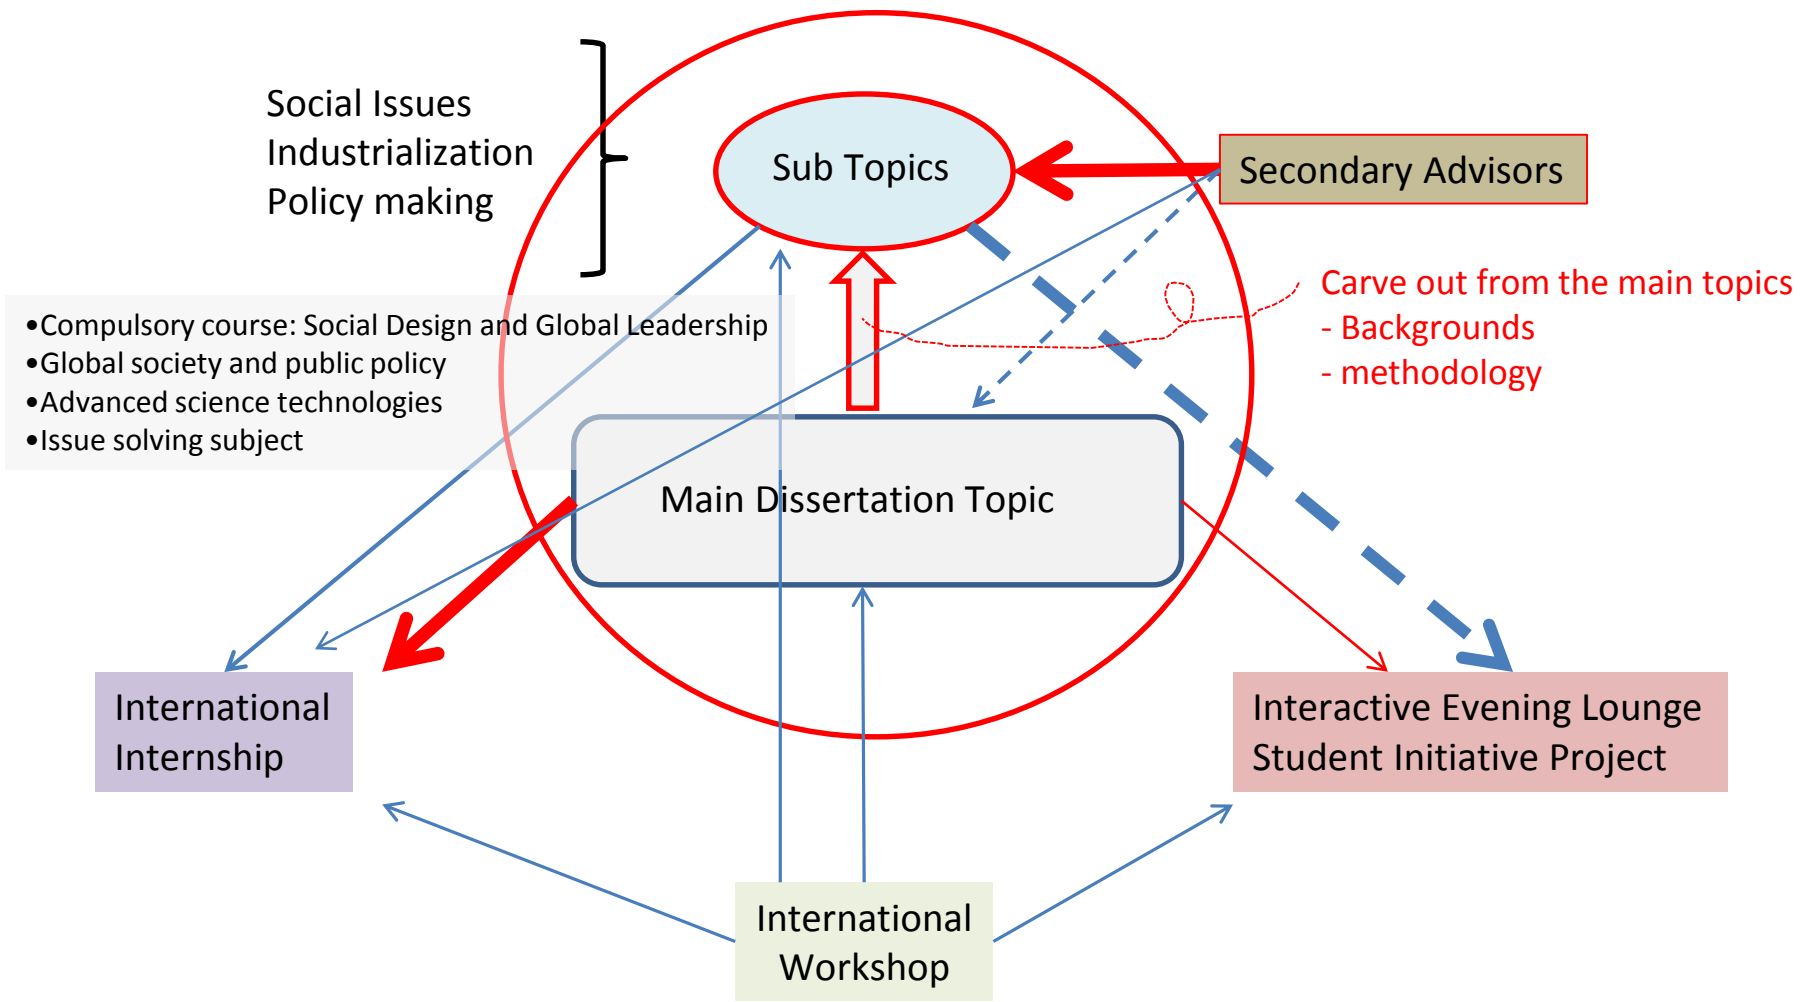 Social Issues
Industrialization
Policy making
Sub Topics
Secondary Advisors
Carve out from the main topics
- Backgrounds
- methodology
•Compulsory course: Social Design and Global Leadership
•Global society and public policy
•Advanced science technologies
•Issue solving subject
Main Dissertation Topic
International
Internship
Interactive Evening Lounge
Student Initiative Project
International
Workshop